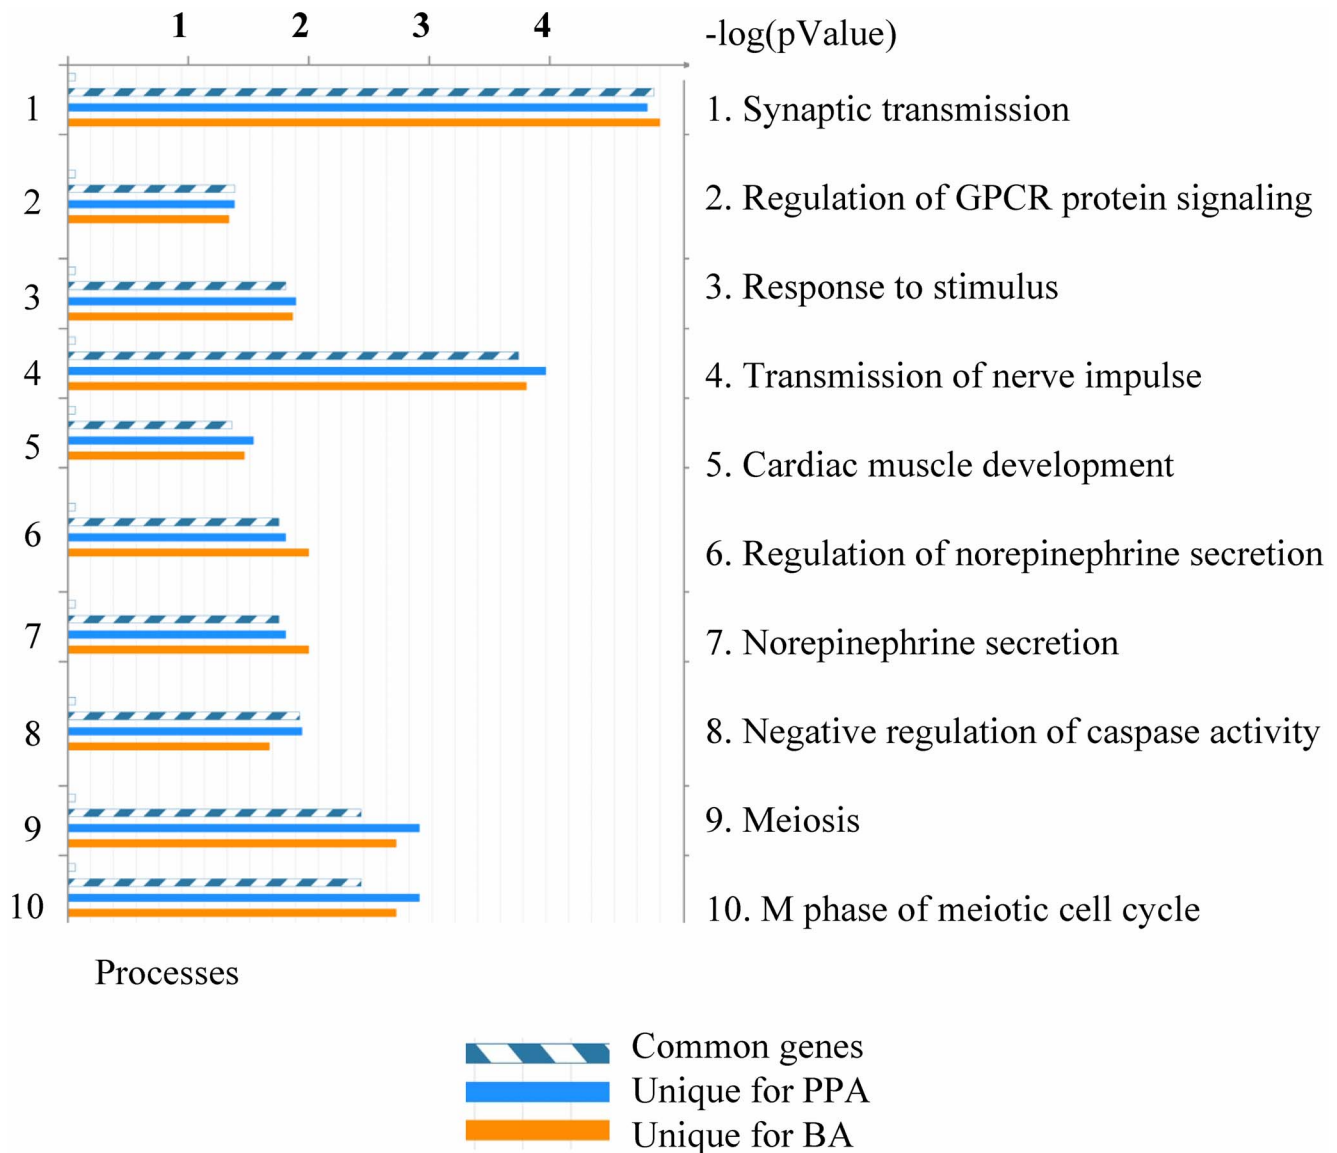 1 2 3 4 -log(pValue)
1 1. Synaptic transmission
2 2. Regulation of GPCR protein signaling
3 3. Response to stimulus
4 4. Transmission of nerve impulse
5 5. Cardiac muscle development
6 6. Regulation of norepinephrine secretion
7 7. Norepinephrine secretion
8 8. Negative regulation of caspase activity
9 9. Meiosis
10 10. M phase of meiotic cell cycle
Processes
Common genes
Unique for PPA
Unique for BA